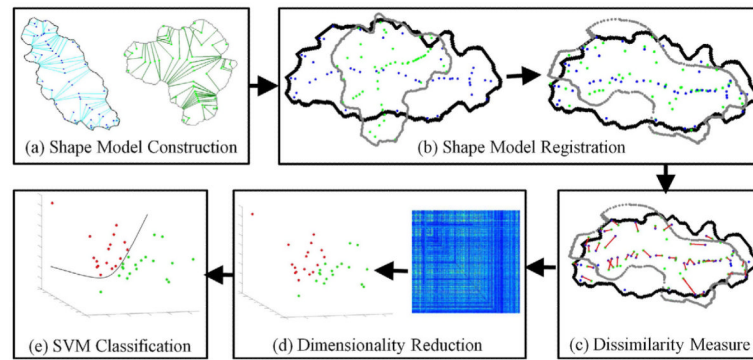 (a) Shape Model Construction
(b) Shape Model Registration
(c) Dissimilarity Measure
(d) Dimensionality Reduction
(e) SVM Classification